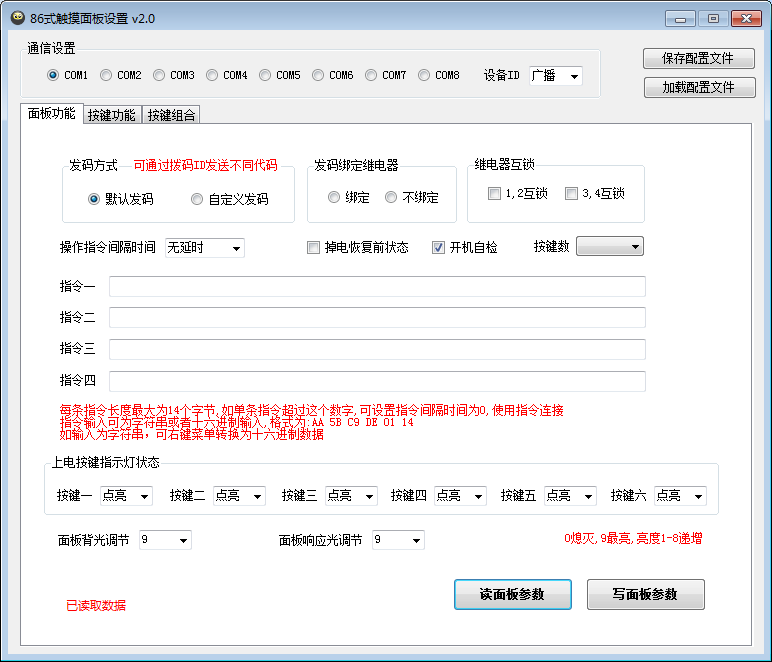 86式触摸面板设置 v2.0
通信设置
COM1 COM2 COM3 COM4 COM5 COM6 COM7 COM8 设备ID 广播
保存配置文件
加载配置文件
面板功能 按键功能 按键组合
发码方式 可通过拨码ID发送不同代码
默认发码 自定义发码
发码绑定继电器
绑定 不绑定
继电器互锁
1,2互锁 3,4互锁
操作指令间隔时间 无延时 掉电恢复前状态 开机自检 按键数
指令一
指令二
指令三
指令四
每条指令长度最大为14个字节,如单条指令超过这个数字,可设置指令间隔时间为0,使用指令连接
指令输入可为字符串或者十六进制输入,格式为:AA 5B C9 DE 01 14
如输入为字符串，可右键菜单转换为十六进制数据
上电按键指示灯状态
按键一 点亮 按键二 点亮 按键三 点亮 按键四 点亮 按键五 点亮 按键六 点亮
面板背光调节 9 面板响应光调节 9 0熄灭,9最亮,亮度1-8递增
已读取数据
读面板参数 写面板参数